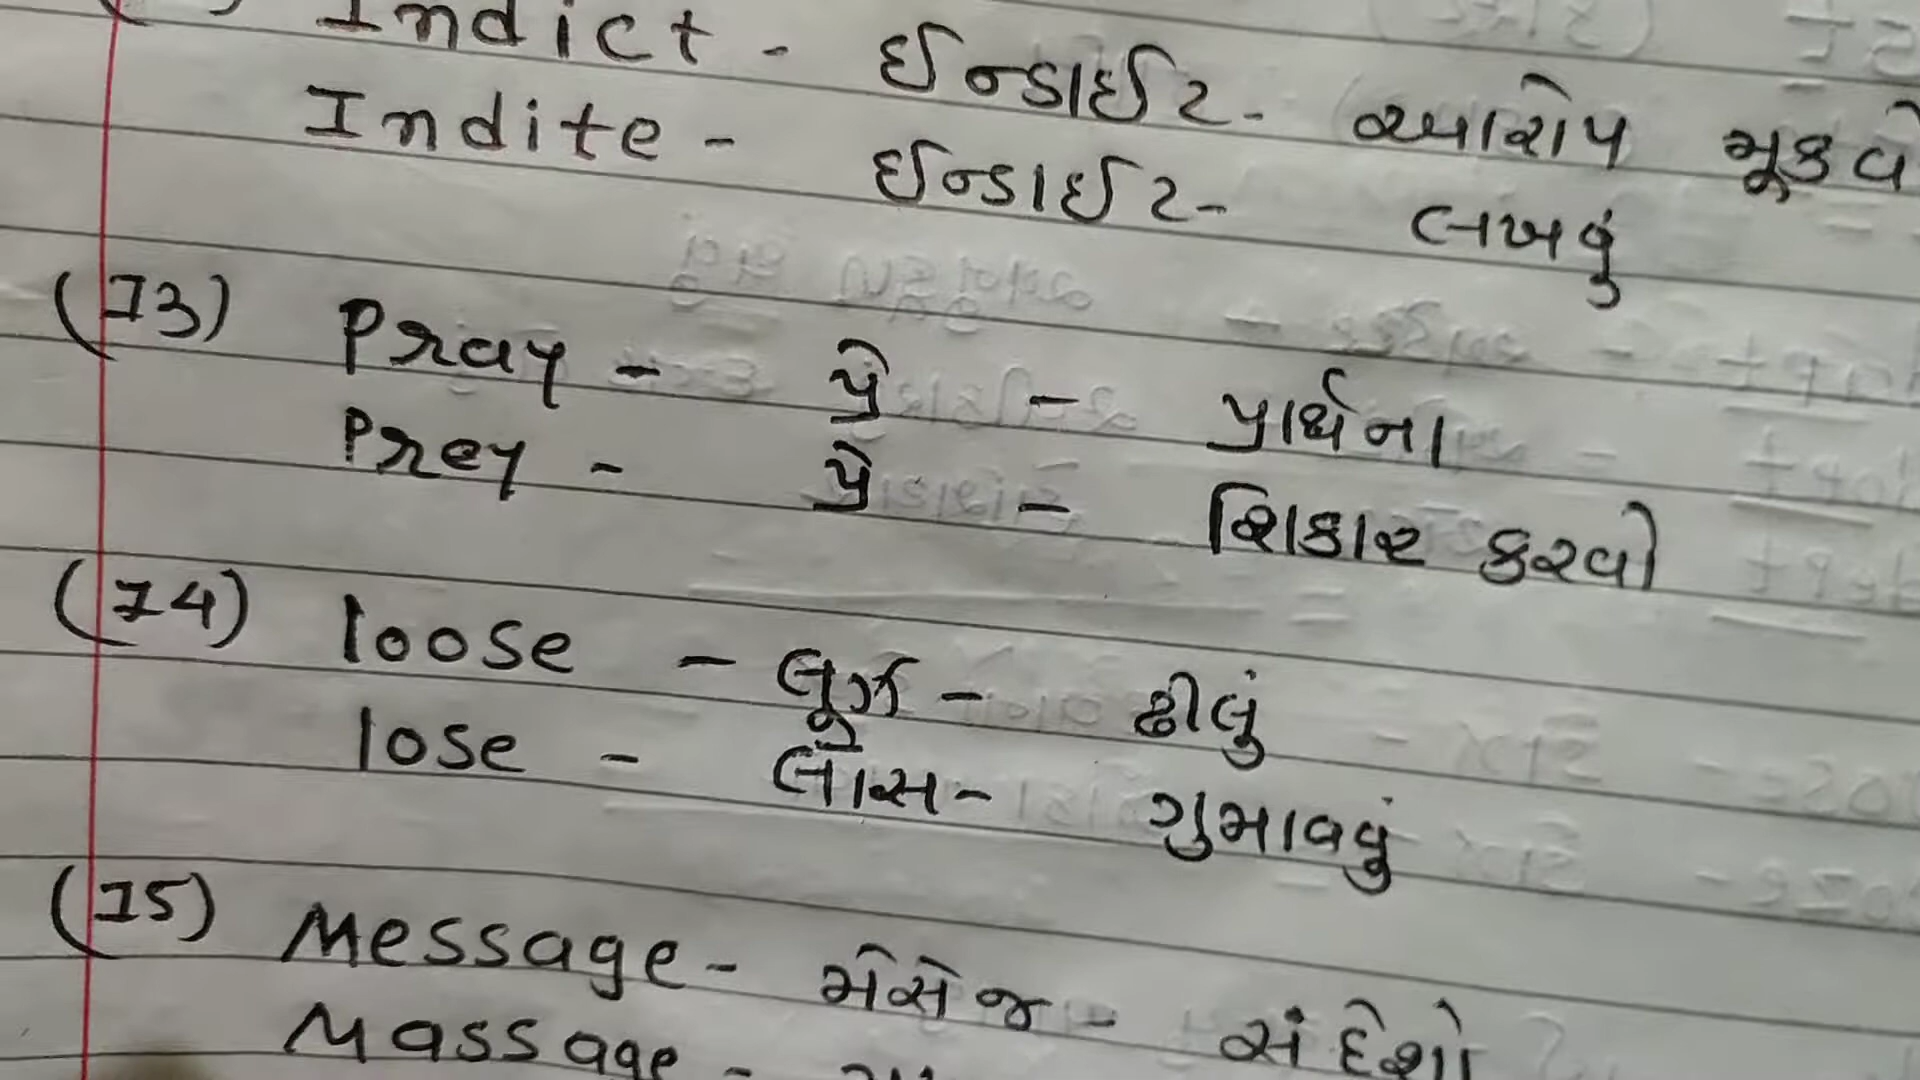 Indict - ઈન્ડાઈટ - આરોપ મૂકવો
Indite - ઈન્ડાઈટ - લખવું
(73) Pray - પ્રે - પ્રાર્થના
Prey - પ્રે - શિકાર કરવો
(74) loose - લૂઝ - ઢીલું
lose - લોસ - ગુમાવવું
(75) Message - મેસેજ - સંદેશો
Massage -